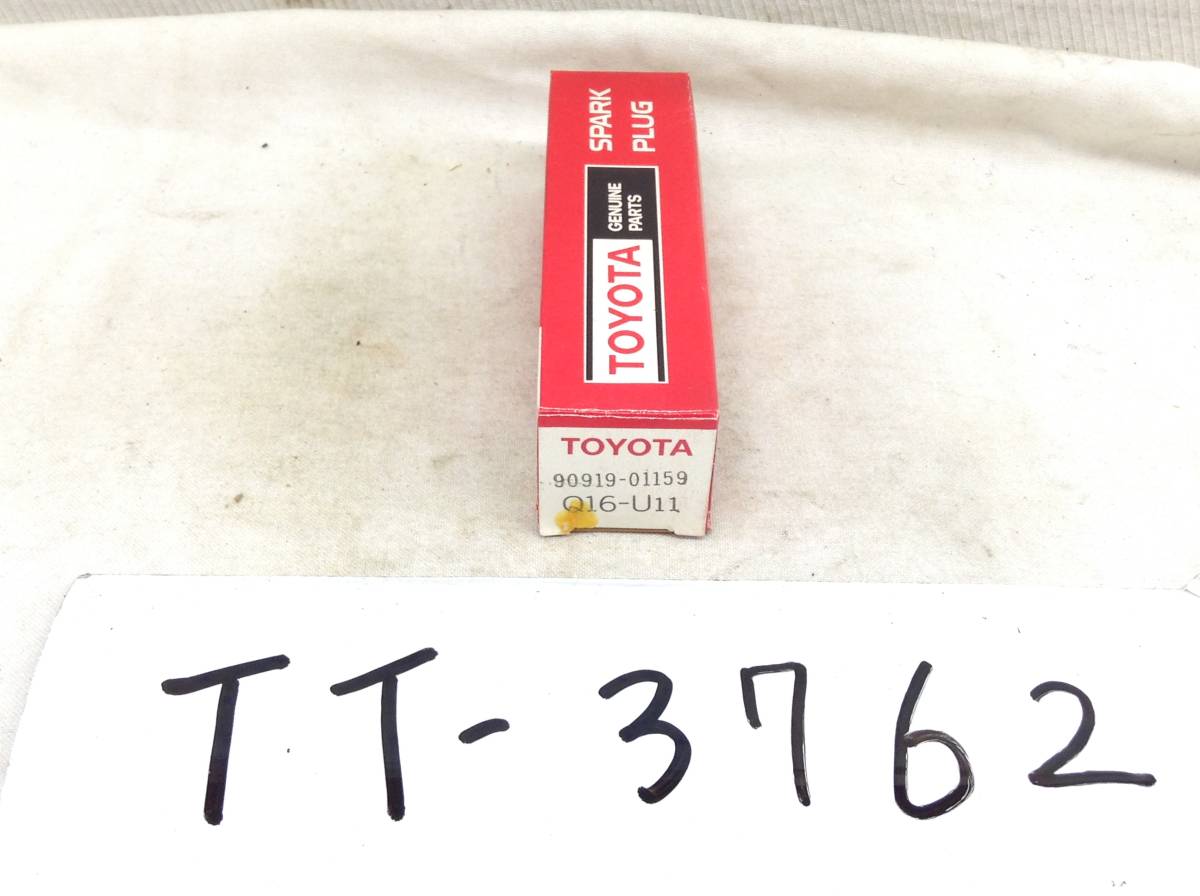 SPARK
PLUG
TOYOTA GENUINE
PARTS
TOYOTA
90919-01159
Q16-U11
TT-3762